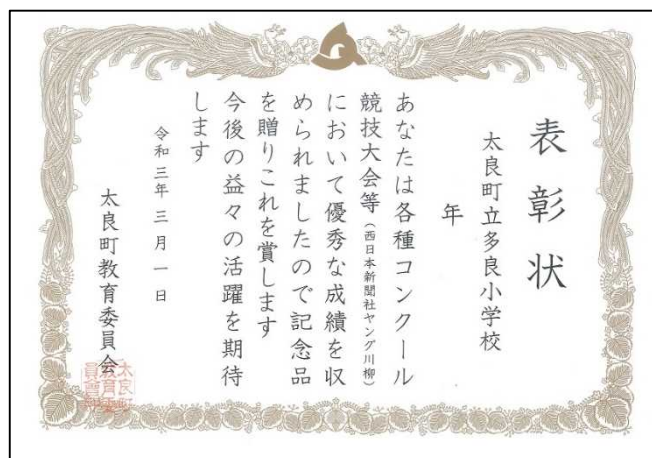 表彰状
太良町立多良小学校
年
あなたは各種コンクール
競技大会等(西日本新聞社ヤング川柳)
において優秀な成績を収
められましたので記念品
を贈りこれを賞します
今後の益々の活躍を期待
します
令和三年三月一日
太良町教育委員会